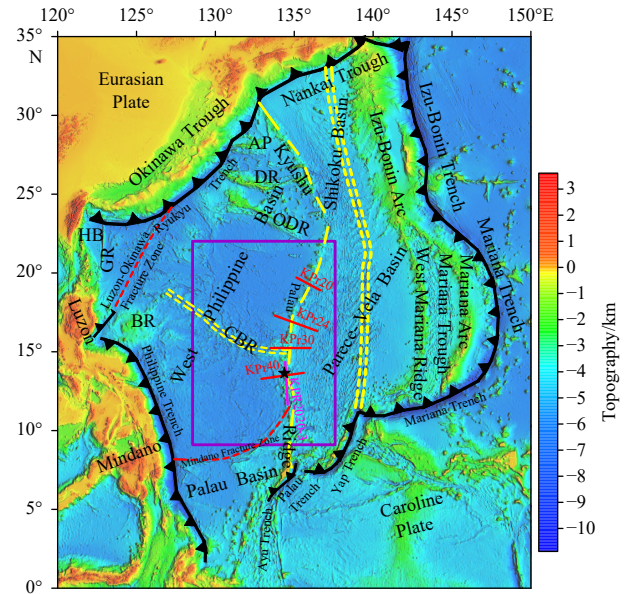 120°
125°
130°
135°
140°
145°
150°E
35°
N
30°
25°
20°
15°
10°
5°
0°
Eurasian
Plate
Nankai Trough
Okinawa Trough
Ryukyu
Trench
AP
DR
ODR
Kyushu
Basin
Shikoku Basin
Izu-Bonin Arc
Izu-Bonin Trench
HB
GR
Luzon-Okinawa
Fracture Zone
Luzon
BR
Philippine Trench
West
Philippine
CBR
Palau
KPr20
KPr24
KPr30
KPr40
Parece Vela Basin
West Mariana Ridge
Mariana Trough
Mariana Arc
Mariana Trench
Mariana Trench
Mindano
Mindano Fracture Zone
Ridge
Palau Basin
Palau
Trench
Yap Trench
Ayu Trench
Caroline
Plate
3
2
1
0
−1
−2
−3
−4
−5
−6
−7
−8
−9
−10
Topography/km